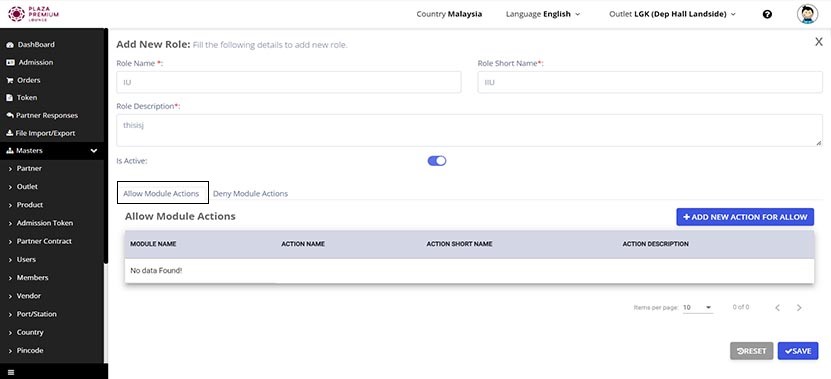 PLAZA
PREMIUM
LOUNGE
Country Malaysia
Language English
Outlet LGK (Dep Hall Landside)
DashBoard
Admission
Orders
Token
Partner Responses
File Import/Export
Masters
Partner
Outlet
Product
Admission Token
Partner Contract
Users
Members
Vendor
Port/Station
Country
Pincode
Add New Role: Fill the following details to add new role.
X
Role Name *:
Role Short Name*:
IU
IIU
Role Description*:
thisisj
Is Active:
Allow Module Actions
Deny Module Actions
Allow Module Actions
+ ADD NEW ACTION FOR ALLOW
MODULE NAME
ACTION NAME
ACTION SHORT NAME
ACTION DESCRIPTION
No data Found!
Items per page: 10
0 of 0
RESET
SAVE